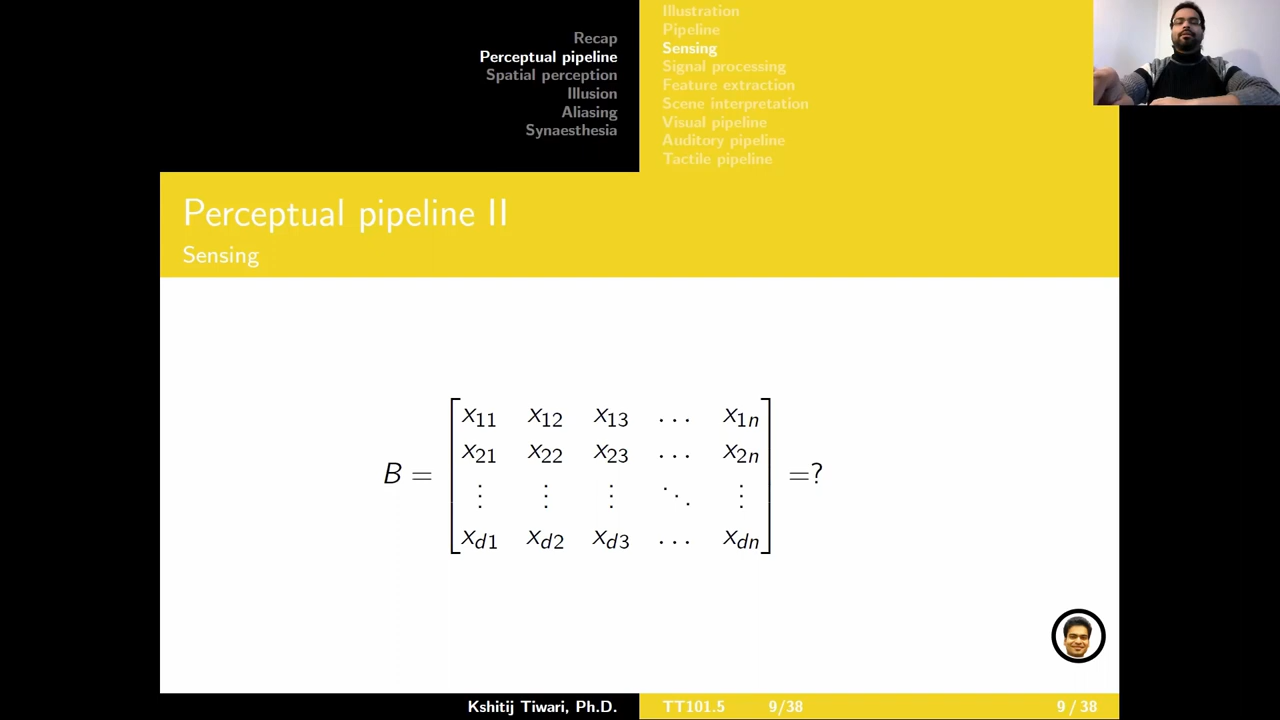 Recap
Perceptual pipeline
Spatial perception
Illusion
Aliasing
Synaesthesia
Illustration
Pipeline
Sensing
Signal processing
Feature extraction
Scene interpretation
Visual pipeline
Auditory pipeline
Tactile pipeline
Perceptual pipeline II
Sensing
B = [ x11 x12 x13 ... x1n
x21 x22 x23 ... x2n
⋮ ⋮ ⋮ ⋱ ⋮
xd1 xd2 xd3 ... xdn ] =?
Kshitij Tiwari, Ph.D. TT101.5 9/38 9 / 38